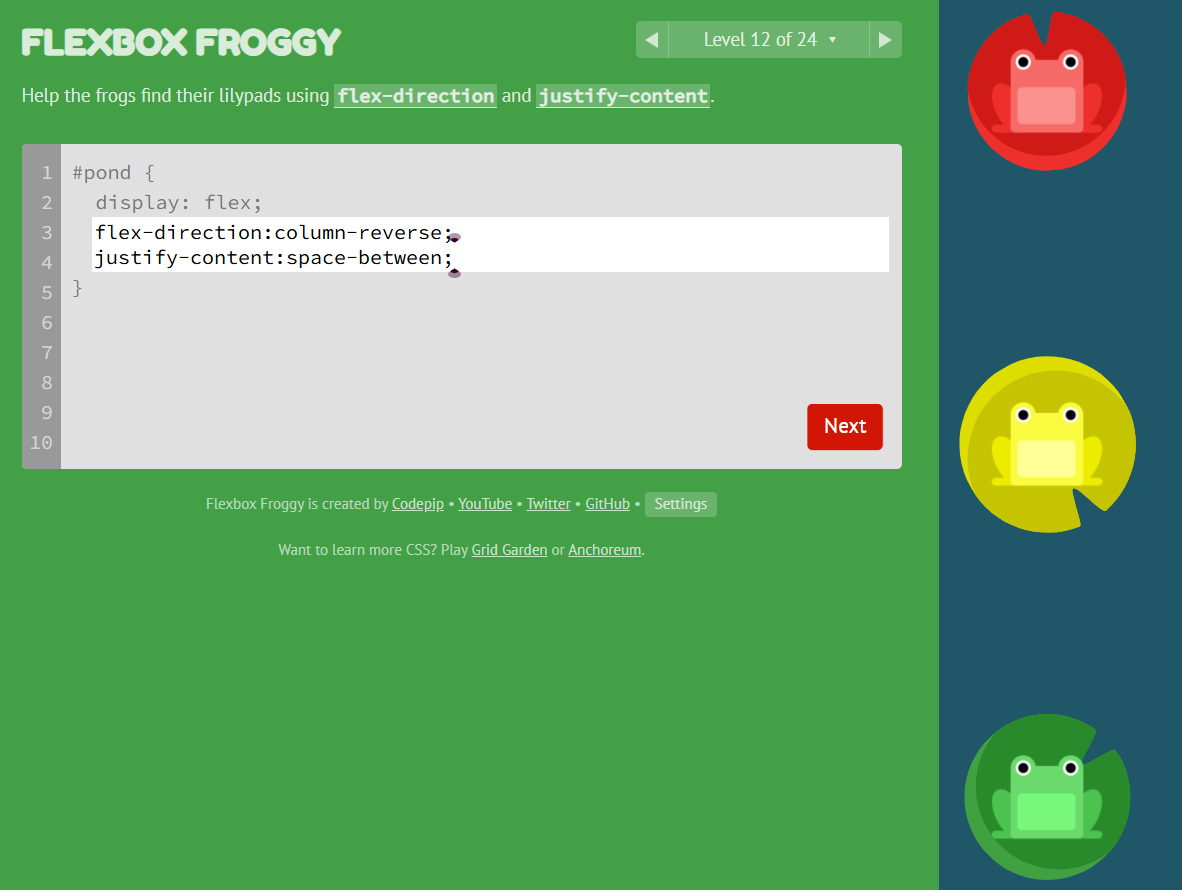 FLEXBOX FROGGY
Level 12 of 24
Help the frogs find their lilypads using flex-direction and justify-content.
1 #pond {
2 display: flex;
3 flex-direction:column-reverse;
4 justify-content:space-between;
5 }
6
7
8
9
10
Next
Flexbox Froggy is created by Codepip • YouTube • Twitter • GitHub • Settings
Want to learn more CSS? Play Grid Garden or Anchoreum.